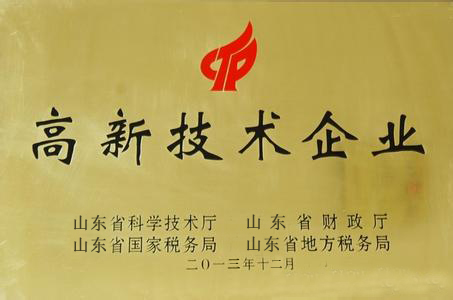 高新技术企业
山东省科学技术厅 山东省财政厅
山东省国家税务局 山东省地方税务局
二〇一三年十二月